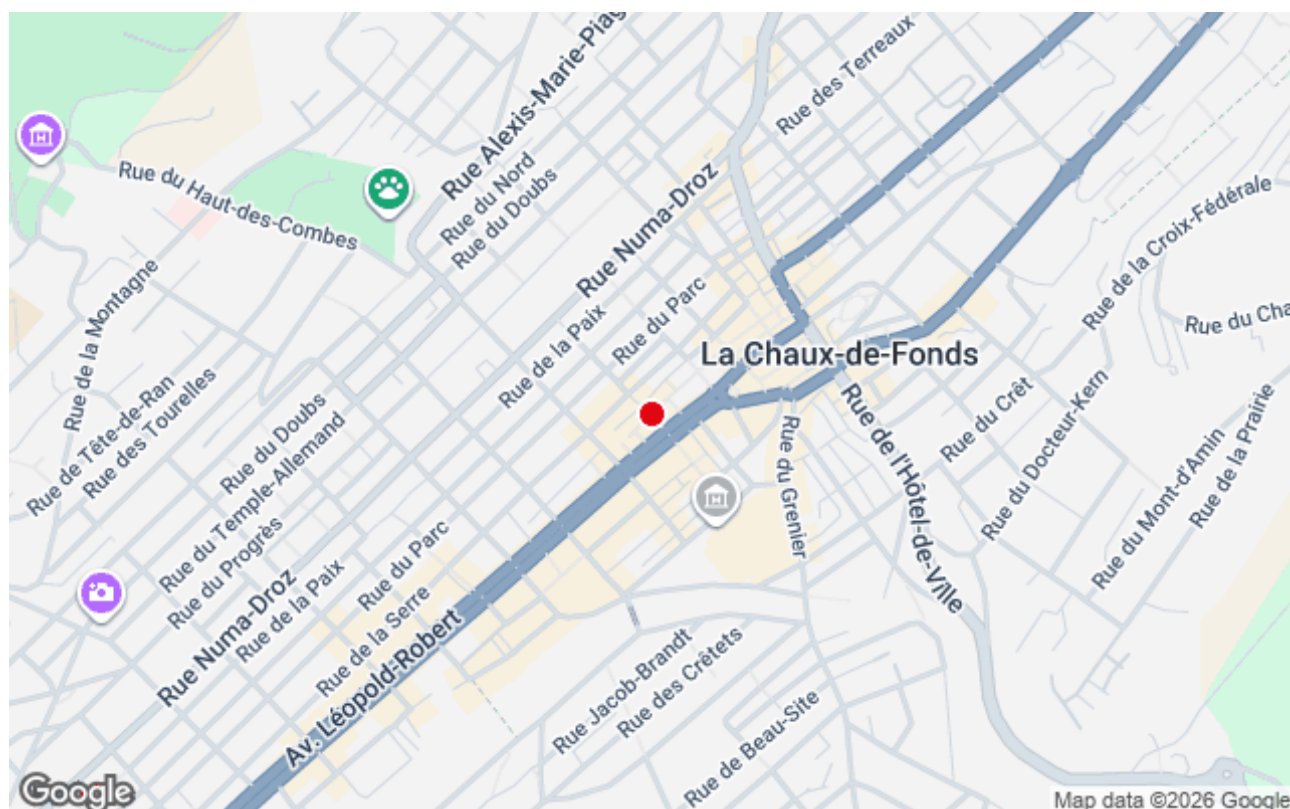 Rue Alexis-Marie-Piag
Rue des Terreaux
Rue du Haut-des-Combes
Rue du Nord
Rue du Doubs
Rue Numa-Droz
Rue de la Croix-Fédérale
Rue de la Montagne
Rue du Parc
Rue de la Paix
Rue du Cha
La Chaux-de-Fonds
Rue de Tête-de-Ran
Rue des Tourelles
Rue du Doubs
Rue du Temple-Allemand
Rue du Progrès
Rue du Crêt
Rue du Docteur-Kern
Rue de l'Hôtel-de-Ville
Rue du Grenier
Rue du Mont-d'Amin
Rue de la Prairie
Rue Numa-Droz
Rue de la Paix
Rue du Parc
Rue de la Serre
Av. Léopold-Robert
Rue Jacob-Brandt
Rue des Crêtets
Rue de Beau-Site
Google
Map data ©2026 Google